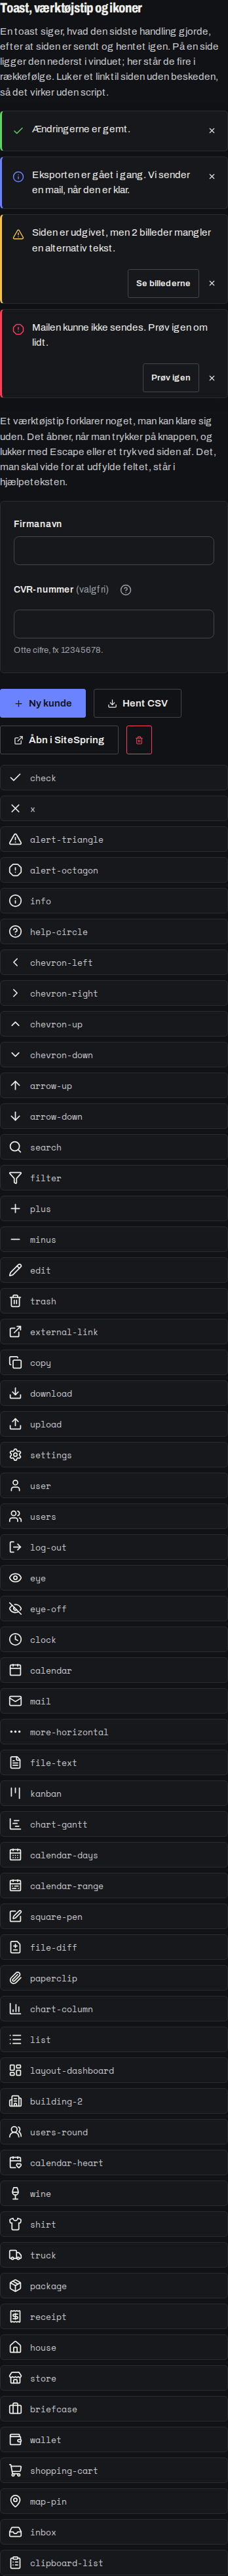 Toast, værktøjstip og ikoner
En toast siger, hvad den sidste handling gjorde,
efter at siden er sendt og hentet igen. På en side
ligger den nederst i vinduet; her står de fire i
rækkefølge. Luk er et link til siden uden beskeden,
så det virker uden script.
Ændringerne er gemt.
Eksporten er gået i gang. Vi sender
en mail, når den er klar.
Siden er udgivet, men 2 billeder mangler
en alternativ tekst.
Se billederne
Mailen kunne ikke sendes. Prøv igen om
lidt.
Prøv igen
Et værktøjstip forklarer noget, man kan klare sig
uden. Det åbner, når man trykker på knappen, og
lukker med Escape eller et tryk ved siden af. Det,
man skal vide for at udfylde feltet, står i
hjælpeteksten.
Firmanavn
CVR-nummer (valgfri)
Otte cifre, fx 12345678.
Ny kunde
Hent CSV
Åbn i SiteSpring
check
x
alert-triangle
alert-octagon
info
help-circle
chevron-left
chevron-right
chevron-up
chevron-down
arrow-up
arrow-down
search
filter
plus
minus
edit
trash
external-link
copy
download
upload
settings
user
users
log-out
eye
eye-off
clock
calendar
mail
more-horizontal
file-text
kanban
chart-gantt
calendar-days
calendar-range
square-pen
file-diff
paperclip
chart-column
list
layout-dashboard
building-2
users-round
calendar-heart
wine
shirt
truck
package
receipt
house
store
briefcase
wallet
shopping-cart
map-pin
inbox
clipboard-list